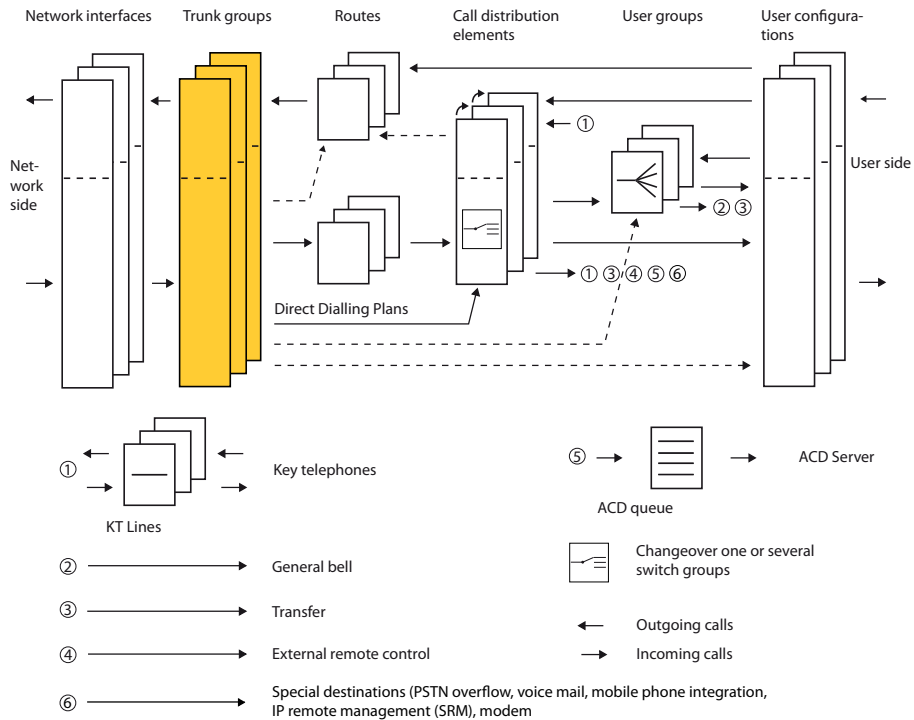 Network interfaces
Trunk groups
Routes
Call distribution
elements
User groups
User configura-
tions
①
Net-
work
side
User side
② ③
① ③ ④ ⑤ ⑥
Direct Dialling Plans
①
Key telephones
KT Lines
⑤
ACD Server
ACD queue
② General bell
Changeover one or several
switch groups
③ Transfer
Outgoing calls
④ External remote control
Incoming calls
⑥ Special destinations (PSTN overflow, voice mail, mobile phone integration,
IP remote management (SRM), modem